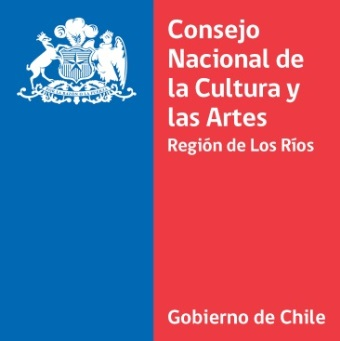 Consejo
Nacional de
la Cultura y
las Artes
Región de Los Ríos
Gobierno de Chile